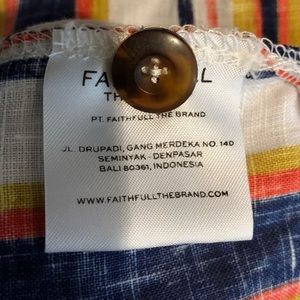 PT. FAITHFULL THE BRAND
JL. DRUPADI, GANG MERDEKA NO. 14D
SEMINYAK - DENPASAR
BALI 80361, INDONESIA
WWW.FAITHFULLTHEBRAND.COM